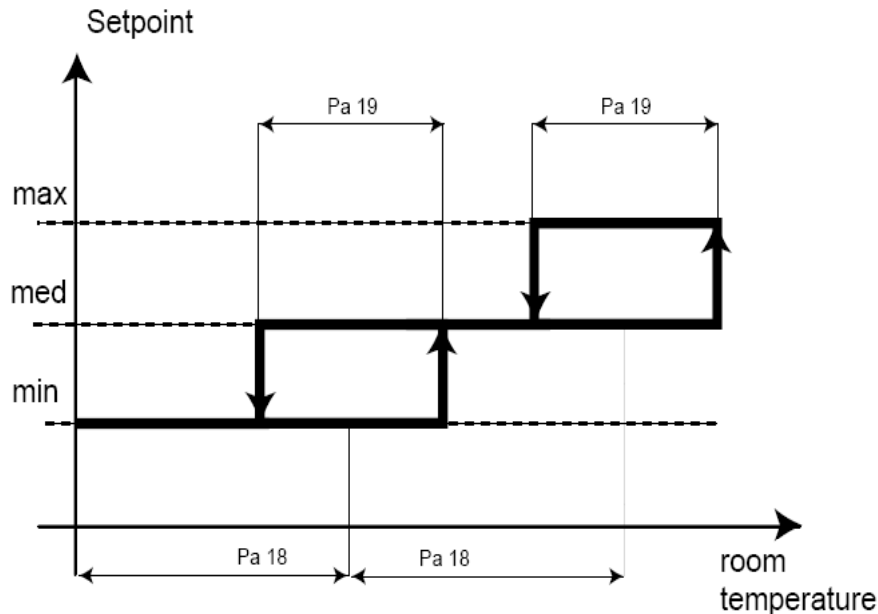 Setpoint
Pa 19
Pa 19
max
med
min
Pa 18
Pa 18
room
temperature